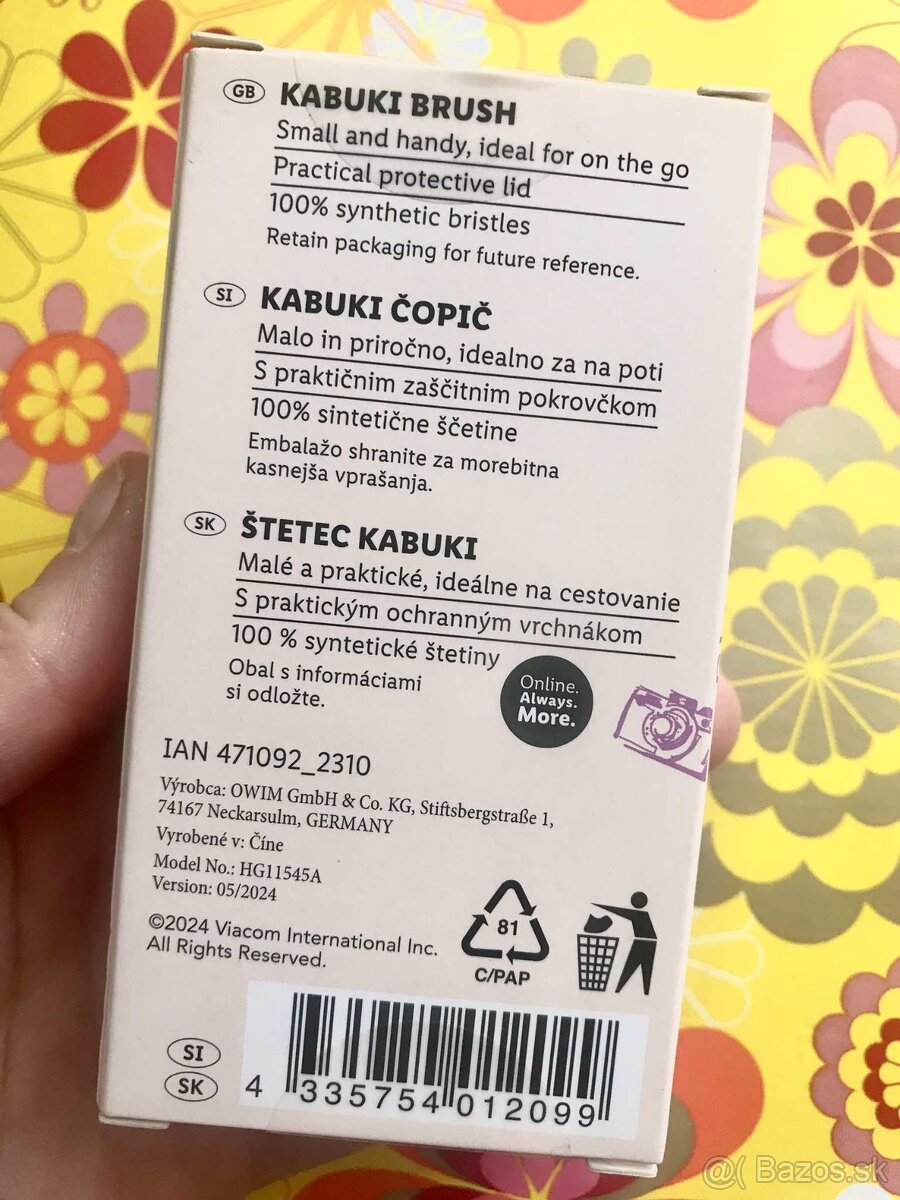 GB KABUKI BRUSH
Small and handy, ideal for on the go
Practical protective lid
100% synthetic bristles
Retain packaging for future reference.
SI KABUKI ČOPIČ
Malo in priročno, idealno za na poti
S praktičnim zaščitnim pokrovčkom
100% sintetične ščetine
Embalažo shranite za morebitna
kasnejša vprašanja.
SK ŠTETEC KABUKI
Malé a praktické, ideálne na cestovanie
S praktickým ochranným vrchnákom
100 % syntetické štetiny
Obal s informáciami
si odložte.
Online.
Always.
More.
IAN 471092_2310
Výrobca: OWIM GmbH & Co. KG, Stiftsbergstraße 1,
74167 Neckarsulm, GERMANY
Vyrobené v: Číne
Model No.: HG11545A
Version: 05/2024
©2024 Viacom International Inc.
All Rights Reserved.
81
C/PAP
SI
SK
4 335754 012099
@( Bazos.sk